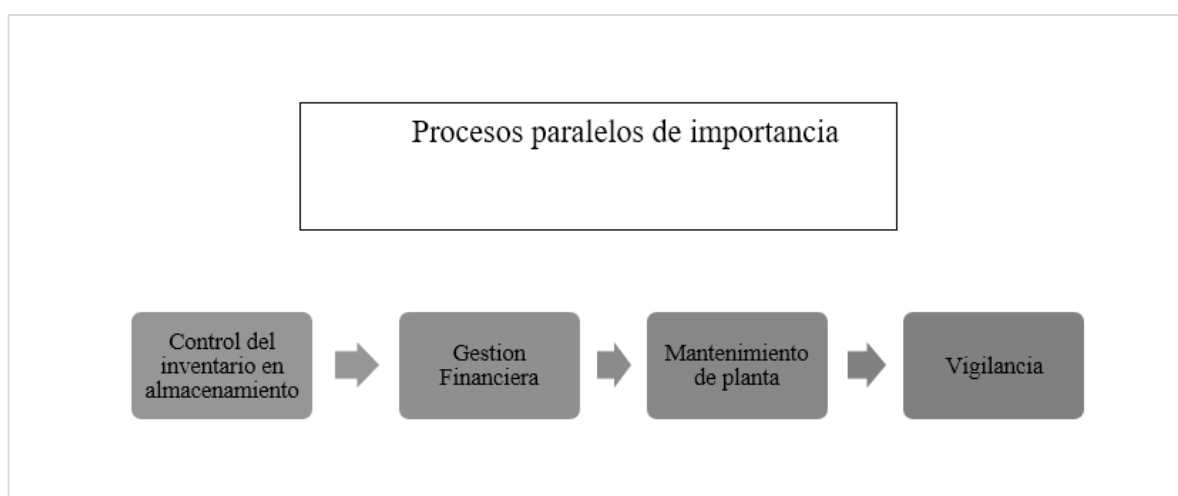 Procesos paralelos de importancia
Control del
inventario en
almacenamiento
Gestion
Financiera
Mantenimiento
de planta
Vigilancia